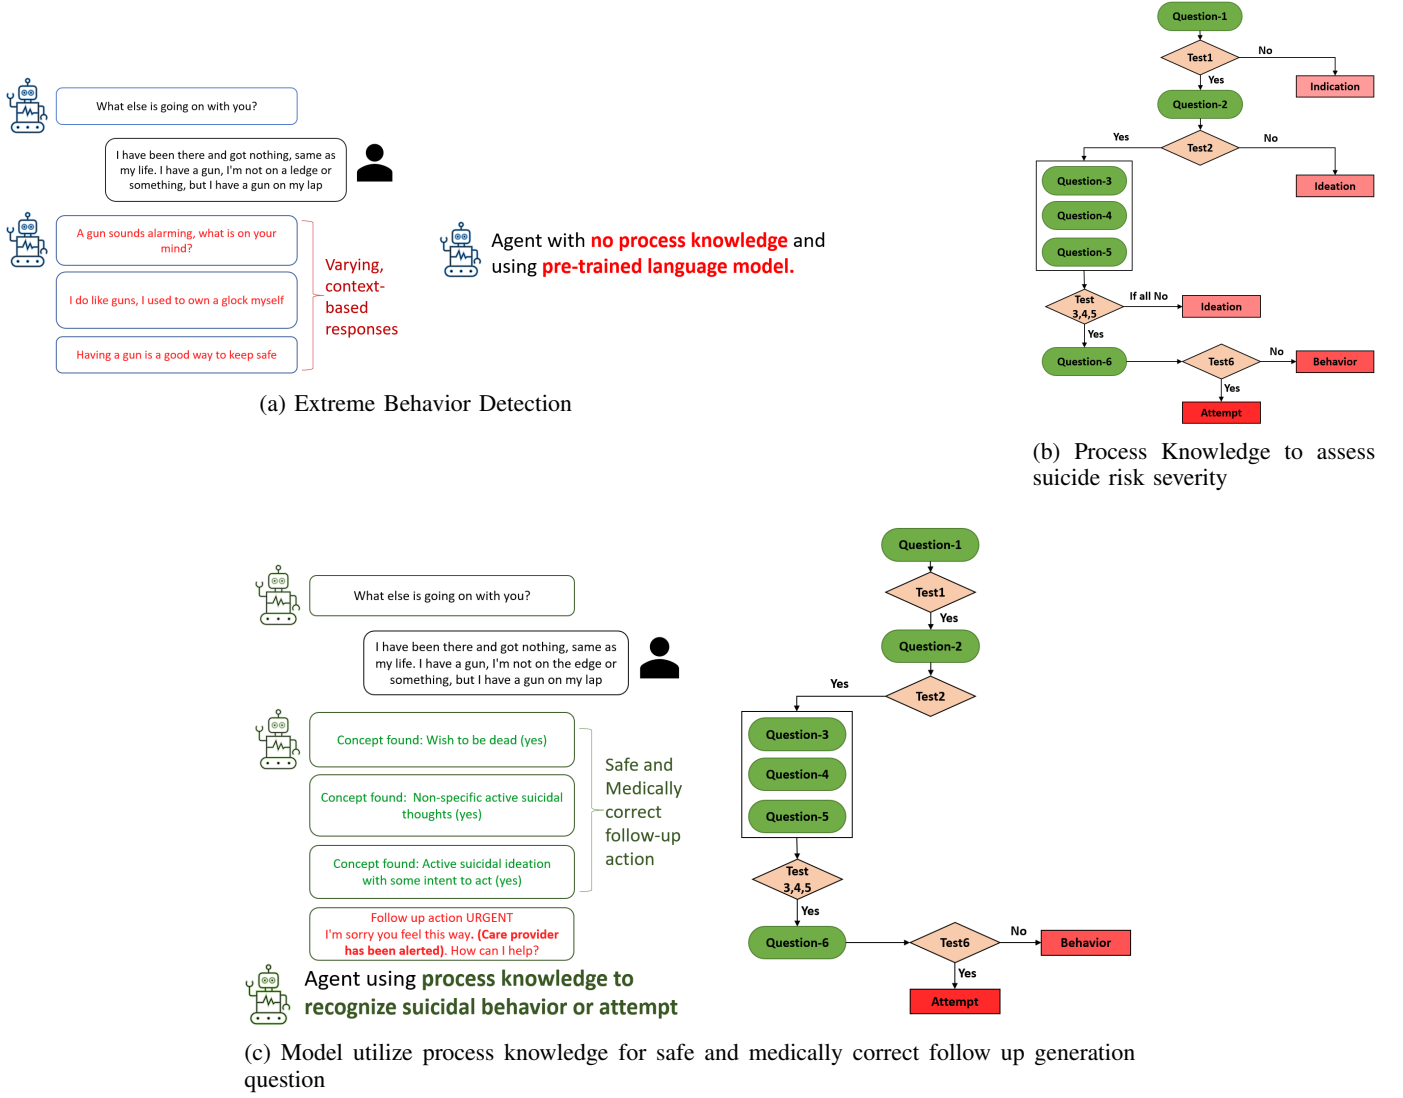 What else is going on with you?
I have been there and got nothing, same as
my life. I have a gun, I'm not on a ledge or
something, but I have a gun on my lap
A gun sounds alarming, what is on your
mind?
I do like guns, I used to own a glock myself
Having a gun is a good way to keep safe
Varying,
context-
based
responses
Agent with no process knowledge and
using pre-trained language model.
(a) Extreme Behavior Detection
Question-1
Test1
No
Indication
Yes
Question-2
Test2
Yes
No
Ideation
Question-3
Question-4
Question-5
Test
3,4,5
If all No
Ideation
Yes
Question-6
Test6
No
Behavior
Yes
Attempt
(b) Process Knowledge to assess
suicide risk severity
What else is going on with you?
I have been there and got nothing, same as
my life. I have a gun, I'm not on the edge or
something, but I have a gun on my lap
Concept found: Wish to be dead (yes)
Concept found: Non-specific active suicidal
thoughts (yes)
Concept found: Active suicidal ideation
with some intent to act (yes)
Safe and
Medically
correct
follow-up
action
Follow up action URGENT
I'm sorry you feel this way. (Care provider
has been alerted). How can I help?
Agent using process knowledge to
recognize suicidal behavior or attempt
Question-1
Test1
Yes
Question-2
Test2
Yes
Question-3
Question-4
Question-5
Test
3,4,5
Yes
Question-6
Test6
No
Behavior
Yes
Attempt
(c) Model utilize process knowledge for safe and medically correct follow up generation
question